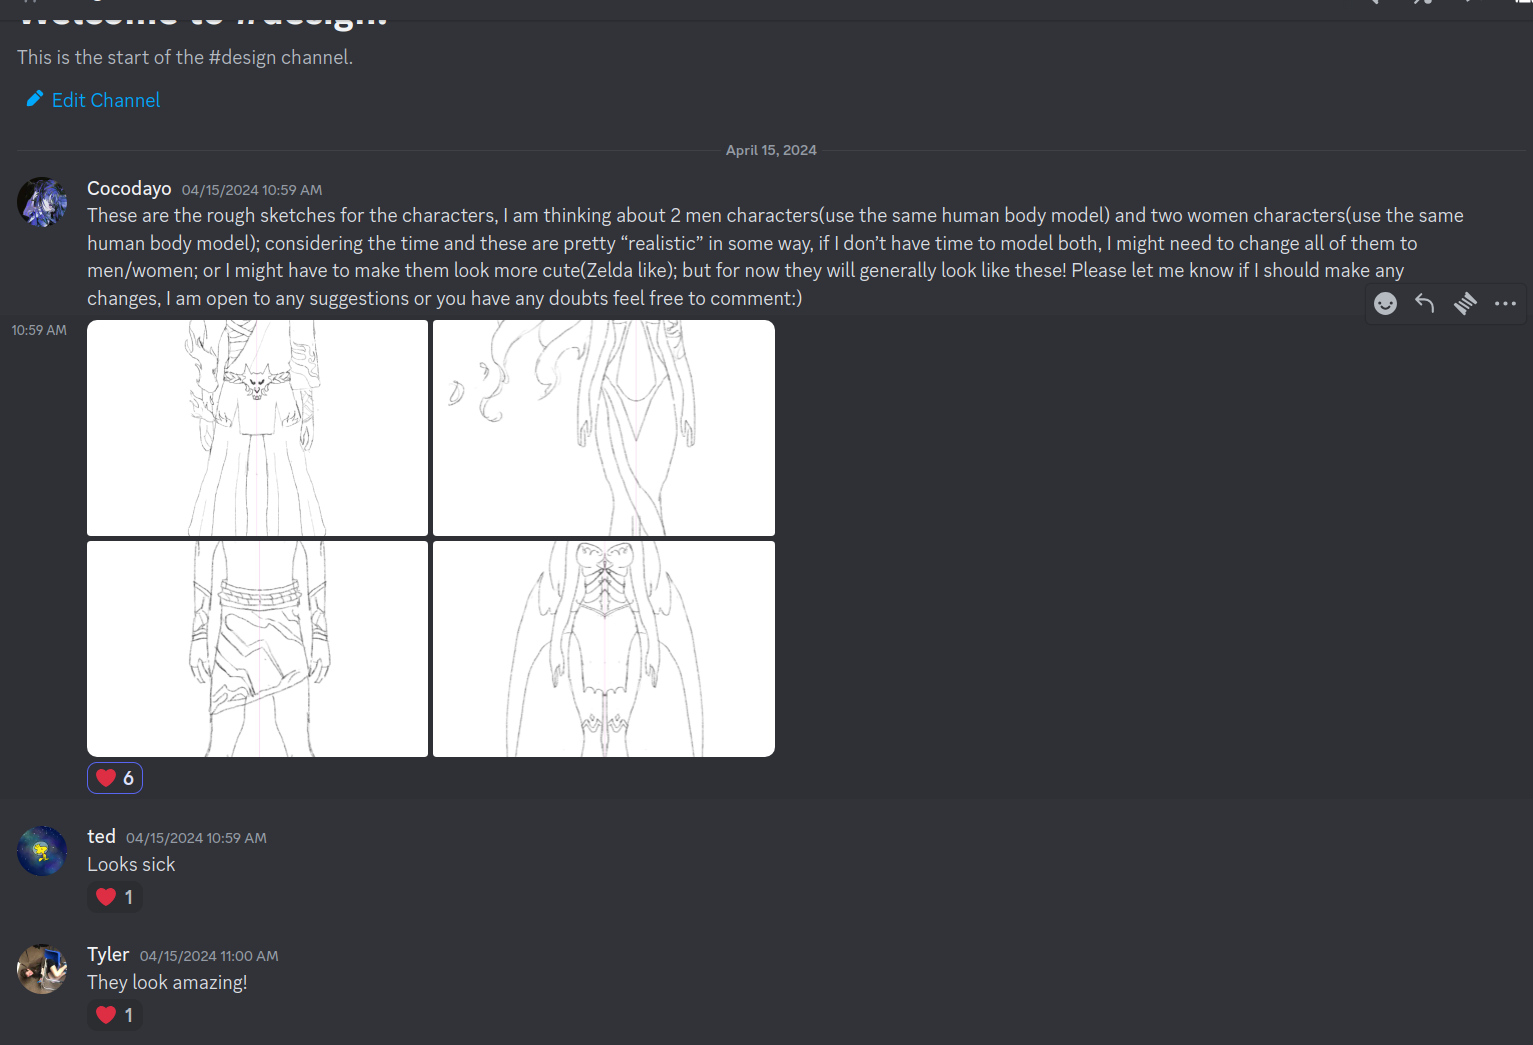 Welcome to #design!
This is the start of the #design channel.
Edit Channel
April 15, 2024
Cocodayo 04/15/2024 10:59 AM
These are the rough sketches for the characters, I am thinking about 2 men characters(use the same human body model) and two women characters(use the same
human body model); considering the time and these are pretty “realistic” in some way, if I don’t have time to model both, I might need to change all of them to
men/women; or I might have to make them look more cute(Zelda like); but for now they will generally look like these! Please let me know if I should make any
changes, I am open to any suggestions or you have any doubts feel free to comment:)
10:59 AM
6
ted 04/15/2024 10:59 AM
Looks sick
1
Tyler 04/15/2024 11:00 AM
They look amazing!
1